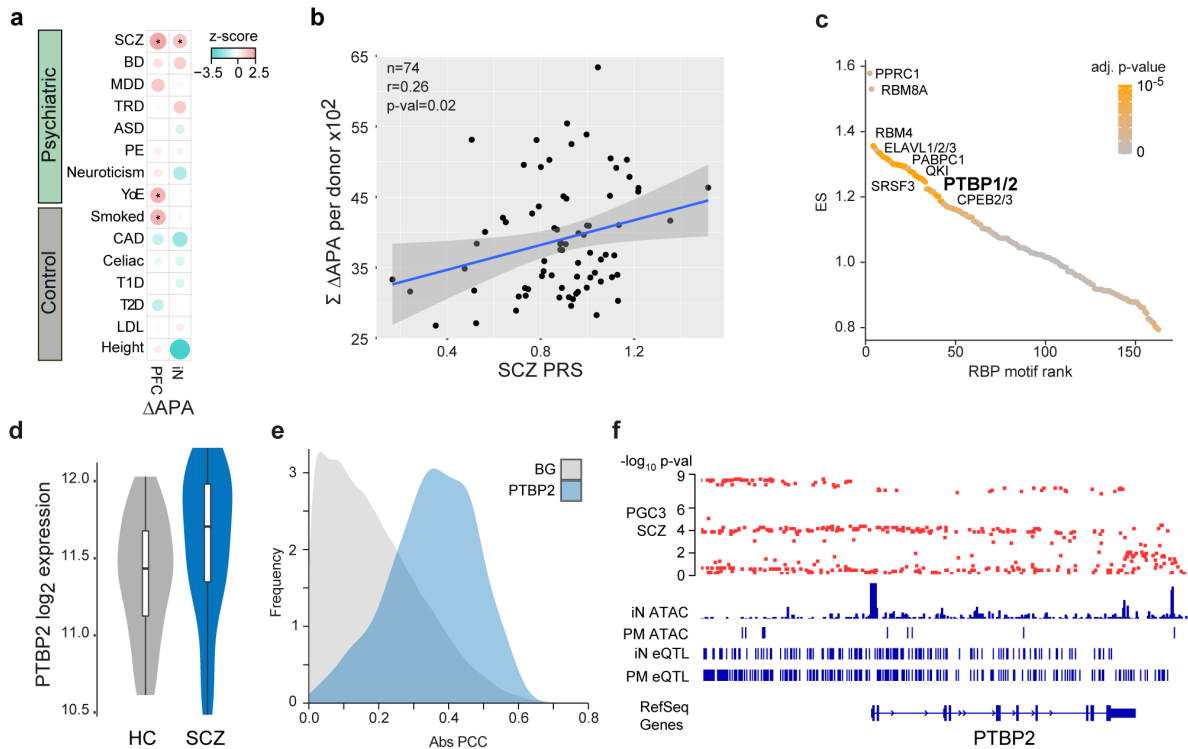 a
Psychiatric
Control
SCZ
BD
MDD
TRD
ASD
PE
Neuroticism
YoE
Smoked
CAD
Celiac
T1D
T2D
LDL
Height
* *
*
*
z-score
-3.5 0 2.5
PFC iN
ΔAPA
b
n=74
r=0.26
p-val=0.02
Σ ΔAPA per donor x10²
65
55
45
35
25
0.4 0.8 1.2
SCZ PRS
c
ES
1.6
1.4
1.2
1.0
0.8
PPRC1
RBM8A
RBM4
ELAVL1/2/3
PABPC1
QKI
SRSF3
PTBP1/2
CPEB2/3
adj. p-value
10⁻⁵
0
0 50 100 150
RBP motif rank
d
PTBP2 log₂ expression
12.0
11.5
11.0
10.5
HC SCZ
e
Frequency
3
2
1
0
BG
PTBP2
0.0 0.2 0.4 0.6 0.8
Abs PCC
f
-log₁₀ p-val
9
6
4
2
0
PGC3
SCZ
iN ATAC
PM ATAC
iN eQTL
PM eQTL
RefSeq
Genes
PTBP2